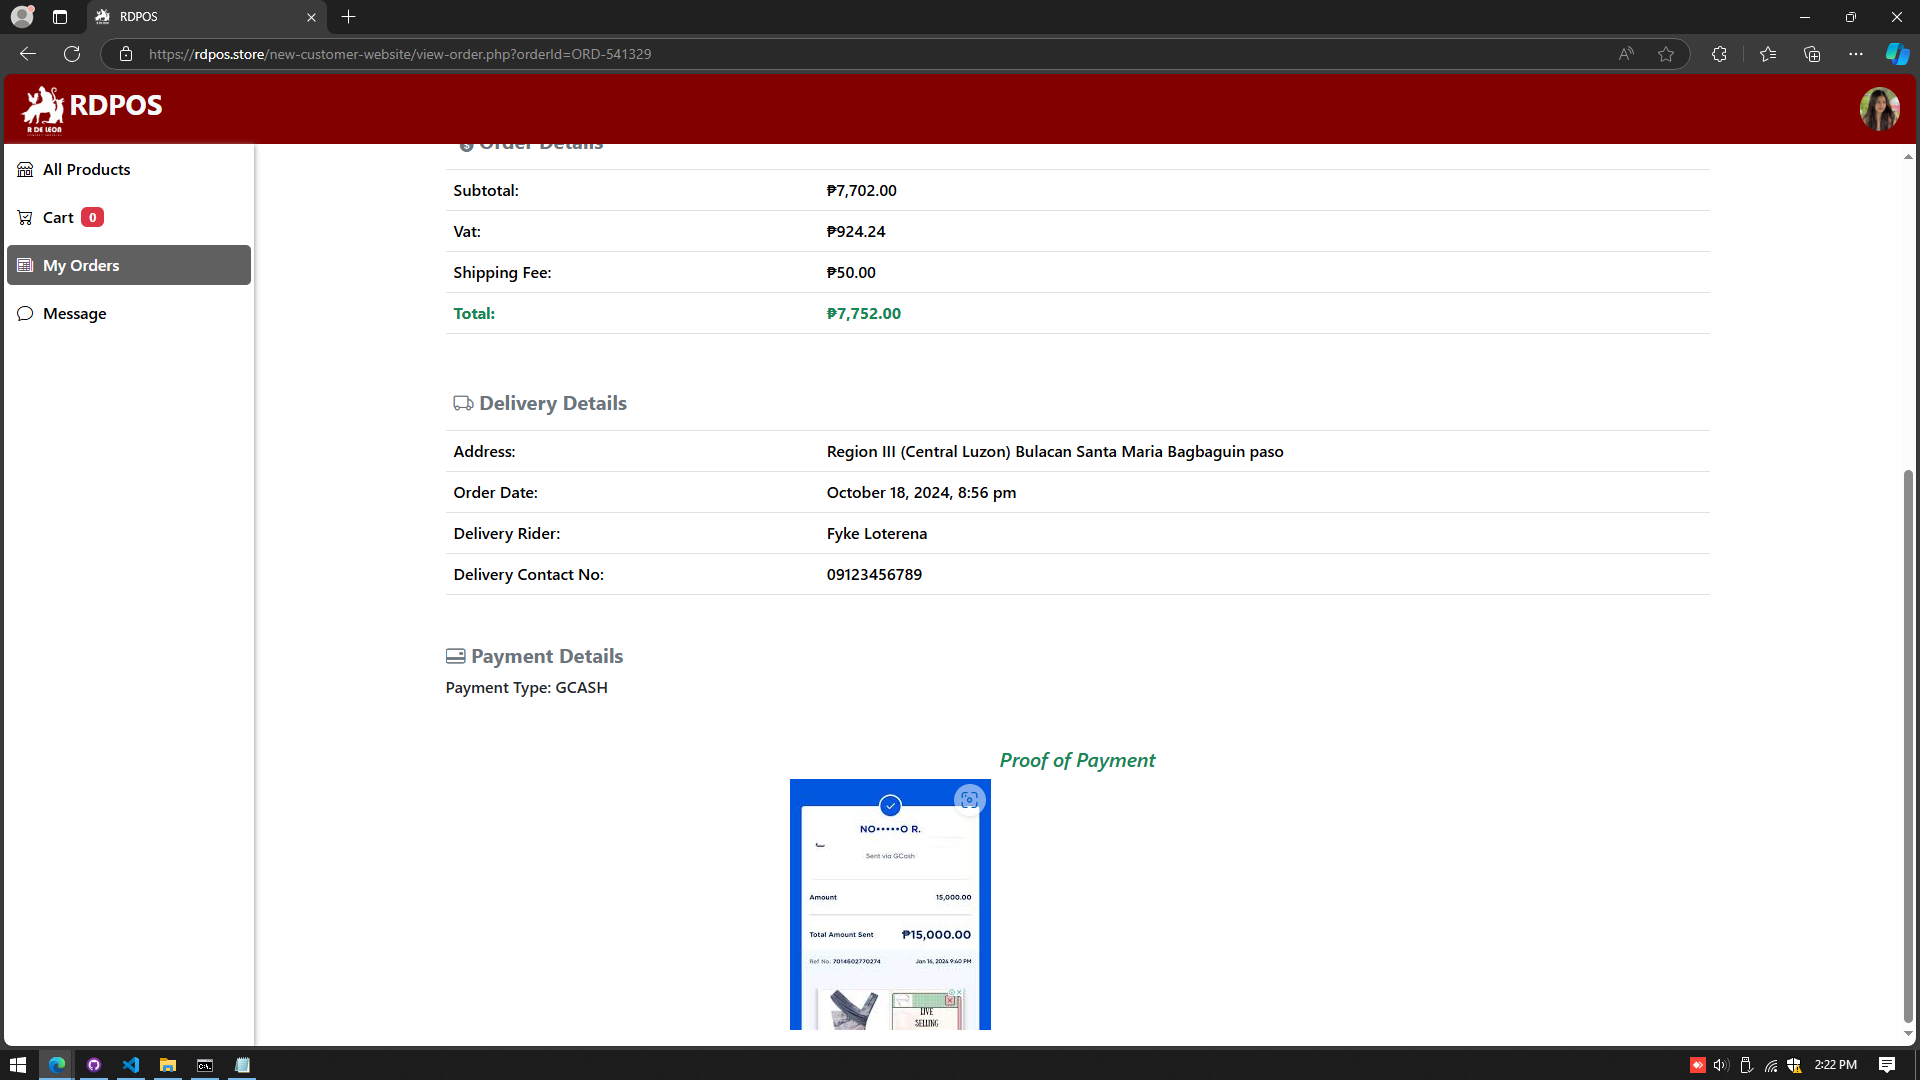 RDPOS
https://rdpos.store/new-customer-website/view-order.php?orderId=ORD-541329
R DE LEON
RDPOS
All Products
Cart 0
My Orders
Message
Order Details
Subtotal: ₱7,702.00
Vat: ₱924.24
Shipping Fee: ₱50.00
Total: ₱7,752.00
Delivery Details
Address: Region III (Central Luzon) Bulacan Santa Maria Bagbaguin paso
Order Date: October 18, 2024, 8:56 pm
Delivery Rider: Fyke Loterena
Delivery Contact No: 09123456789
Payment Details
Payment Type: GCASH
Proof of Payment
NO•••••O R.
Sent via GCash
Amount 15,000.00
Total Amount Sent ₱15,000.00
Ref No. 7014602770274 Jan 16, 2024 9:40 PM
LIVE
SELLING
2:22 PM